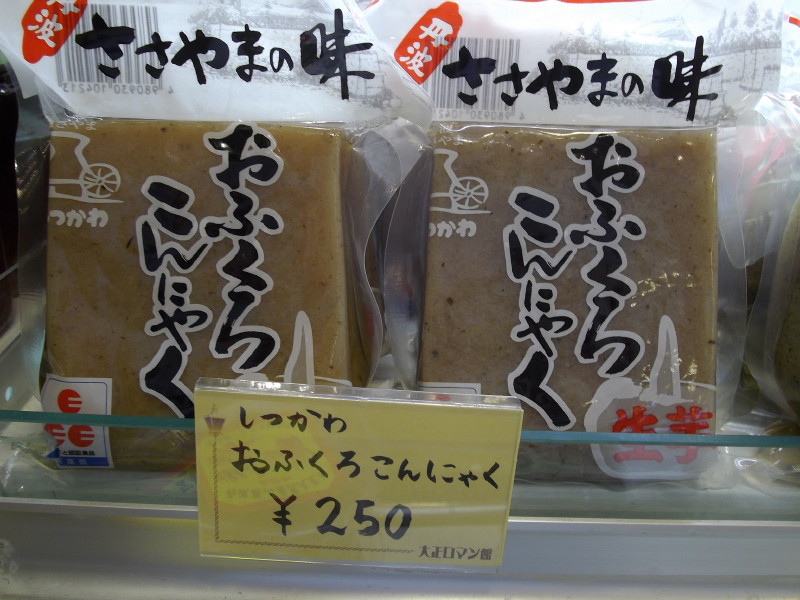 丹波
ささやまの味
4 980930 104213
つかわ
おふくろ
こんにゃく
丹波
ささやまの味
つかわ
おふくろ
こんにゃく
生芋
しつかわ
おふくろこんにゃく
¥250
大正ロマン館